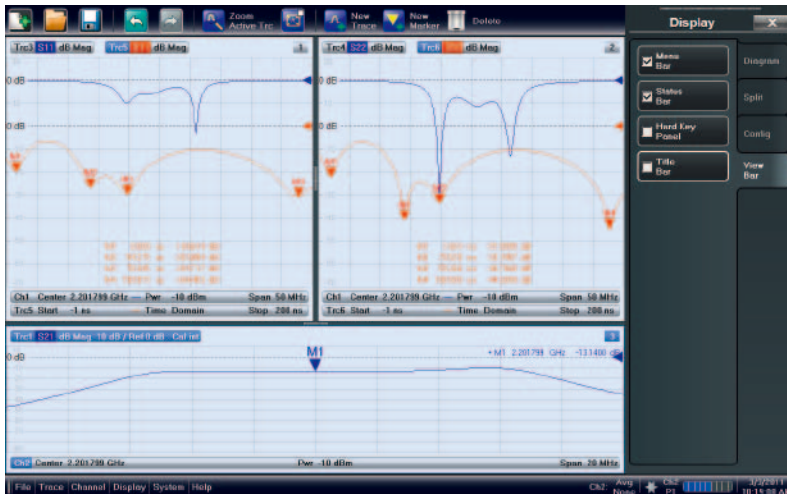 Zoom
Active Trc
New
Trace
New
Marker
Delete
Display
X
Trc3 S11 dB Mag Trc5 dB Mag 1
0 dB
0 dB
Ch1 Center 2.201799 GHz — Pwr -10 dBm Span 50 MHz
Trc5 Start -1 ns — Time Domain Stop 200 ns
Trc4 S22 dB Mag Trc6 dB Mag 2
0 dB
0 dB
Ch1 Center 2.201799 GHz — Pwr -10 dBm Span 50 MHz
Trc6 Start -1 ns — Time Domain Stop 200 ns
Trc1 S21 dB Mag 10 dB / Ref 0 dB Cal int 3
0 dB
M1
• M1 2.201799 GHz -13.1400 dB
Ch2 Center 2.201799 GHz Pwr -10 dBm Span 20 MHz
Menu
Bar
Status
Bar
Hard Key
Panel
Title
Bar
Diagram
Split
Config
View
Bar
File Trace Channel Display System Help
Ch2: Avg
None
Ch2
P1
3/3/2011
10:19:08 AM